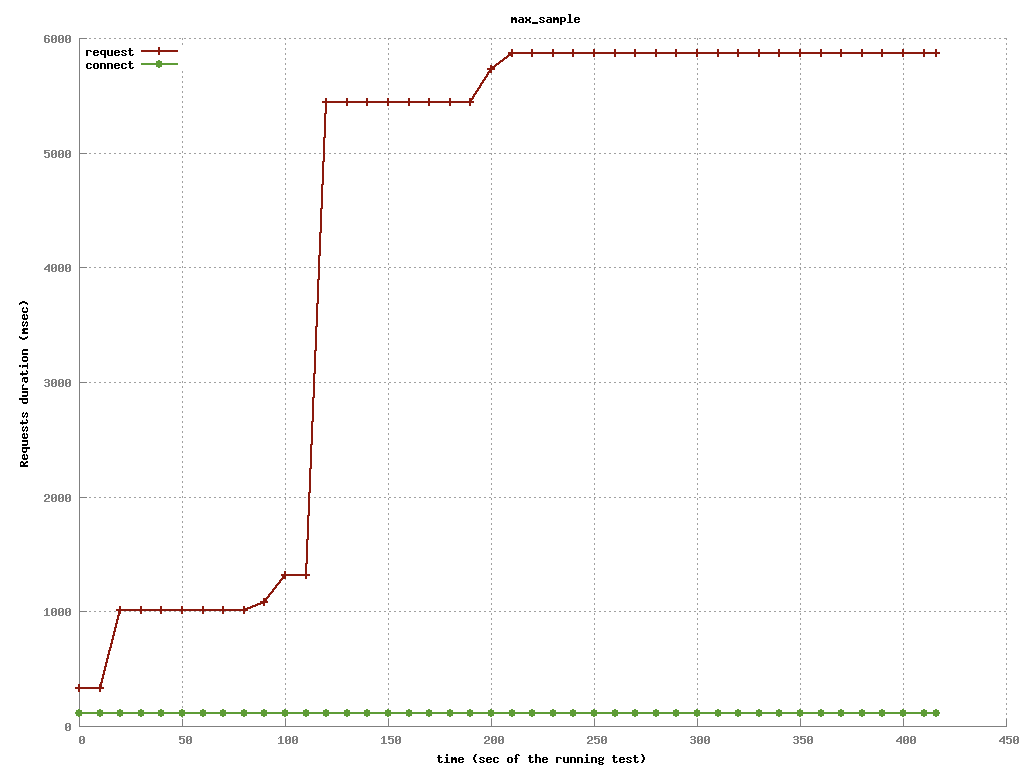 max_sample
6000
request
connect
5000
4000
3000
2000
1000
0
Requests duration (msec)
0 50 100 150 200 250 300 350 400 450
time (sec of the running test)